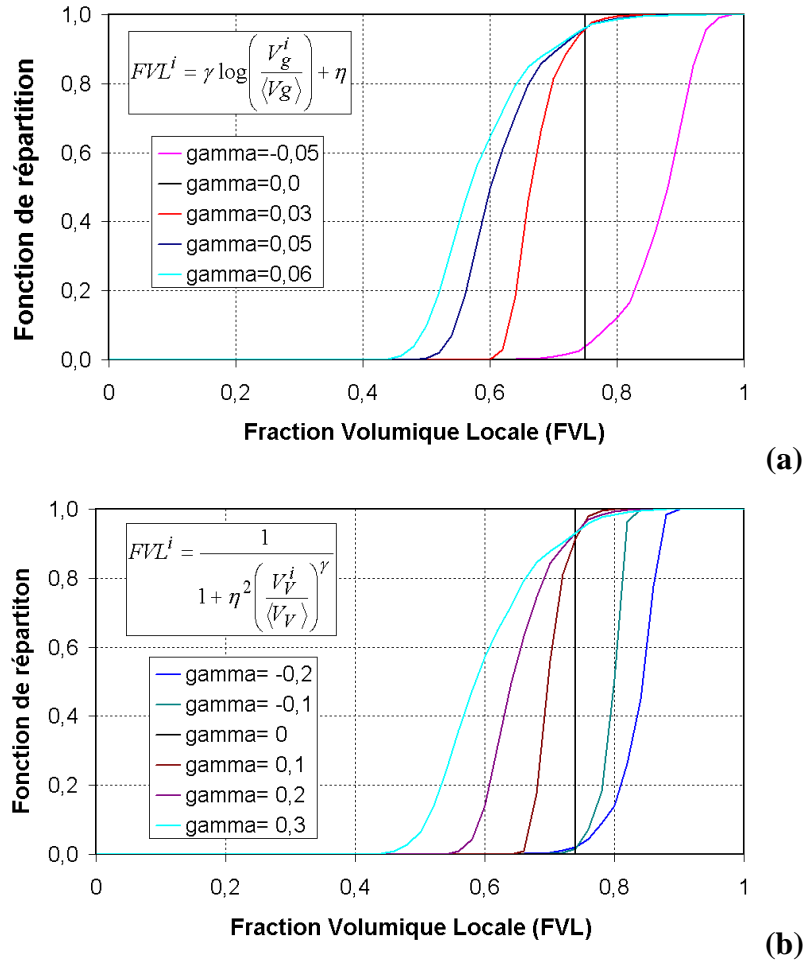 1,0
0,8
0,6
0,4
0,2
0,0
Fonction de répartition
FVL^i = γ log(V_g^i / ⟨Vg⟩) + η
gamma=-0,05
gamma=0,0
gamma=0,03
gamma=0,05
gamma=0,06
0 0,2 0,4 0,6 0,8 1
Fraction Volumique Locale (FVL)
(a)
1,0
0,8
0,6
0,4
0,2
0,0
Fonction de répartiton
FVL^i = 1 / (1 + η^2 (V_V^i / ⟨V_V⟩)^γ)
gamma= -0,2
gamma= -0,1
gamma= 0
gamma= 0,1
gamma= 0,2
gamma= 0,3
0 0,2 0,4 0,6 0,8 1
Fraction Volumique Locale (FVL)
(b)